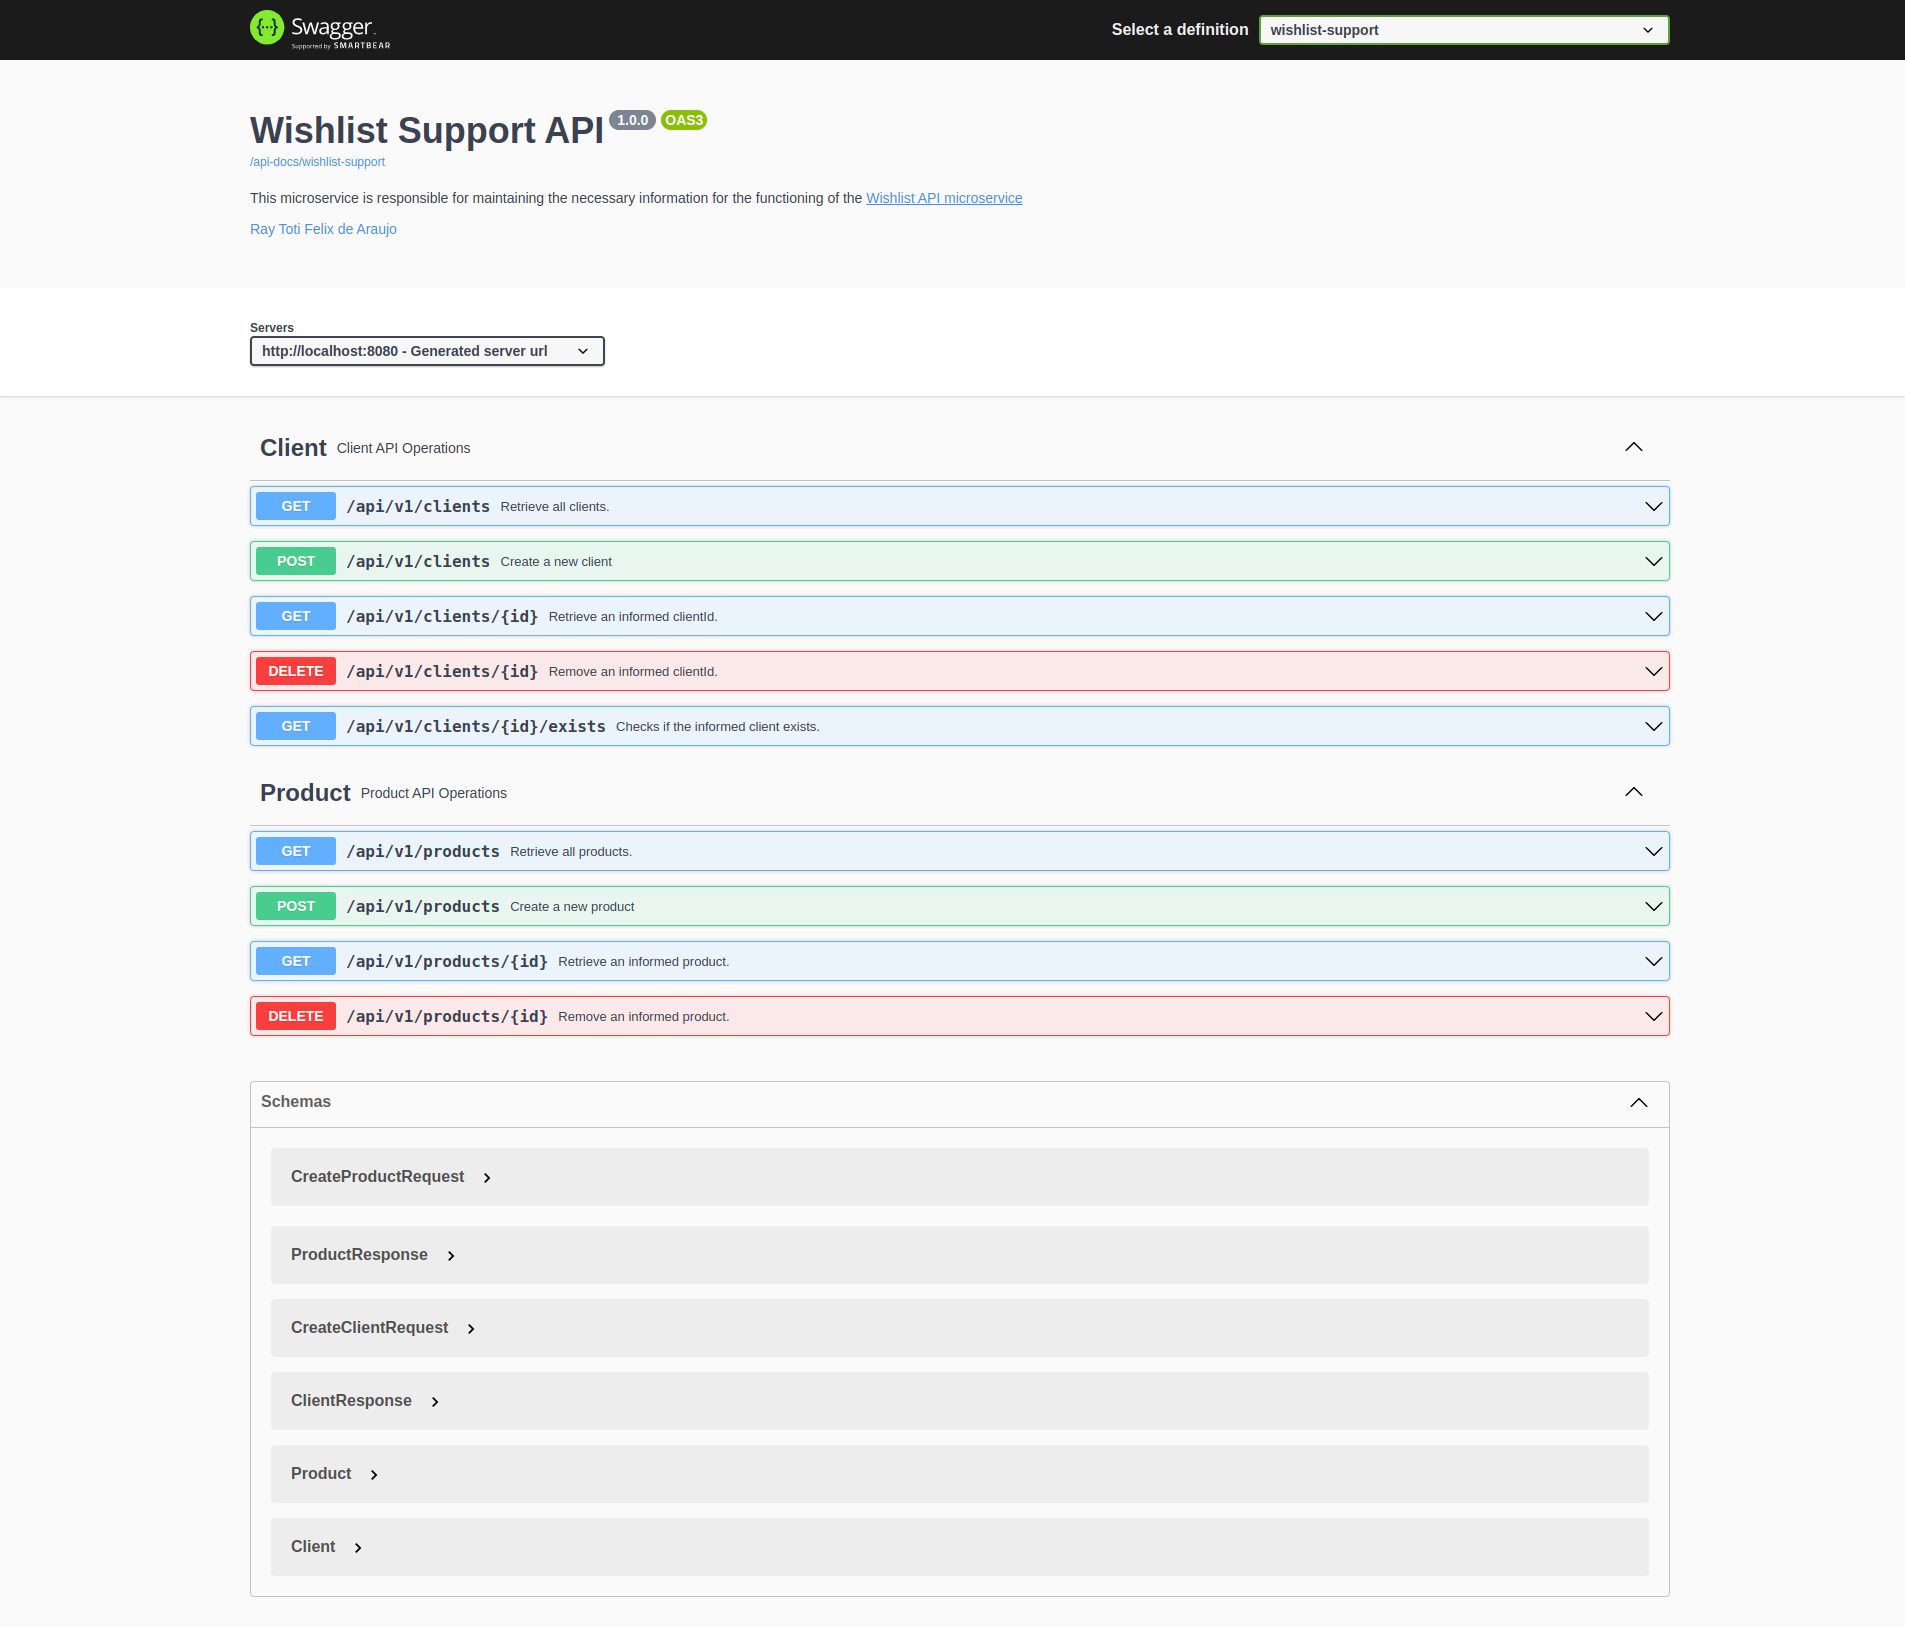 Swagger
Supported by SMARTBEAR
Select a definition
wishlist-support
Wishlist Support API 1.0.0 OAS3
/api-docs/wishlist-support
This microservice is responsible for maintaining the necessary information for the functioning of the Wishlist API microservice
Ray Toti Felix de Araujo
Servers
http://localhost:8080 - Generated server url
Client Client API Operations
GET /api/v1/clients Retrieve all clients.
POST /api/v1/clients Create a new client
GET /api/v1/clients/{id} Retrieve an informed clientId.
DELETE /api/v1/clients/{id} Remove an informed clientId.
GET /api/v1/clients/{id}/exists Checks if the informed client exists.
Product Product API Operations
GET /api/v1/products Retrieve all products.
POST /api/v1/products Create a new product
GET /api/v1/products/{id} Retrieve an informed product.
DELETE /api/v1/products/{id} Remove an informed product.
Schemas
CreateProductRequest
ProductResponse
CreateClientRequest
ClientResponse
Product
Client